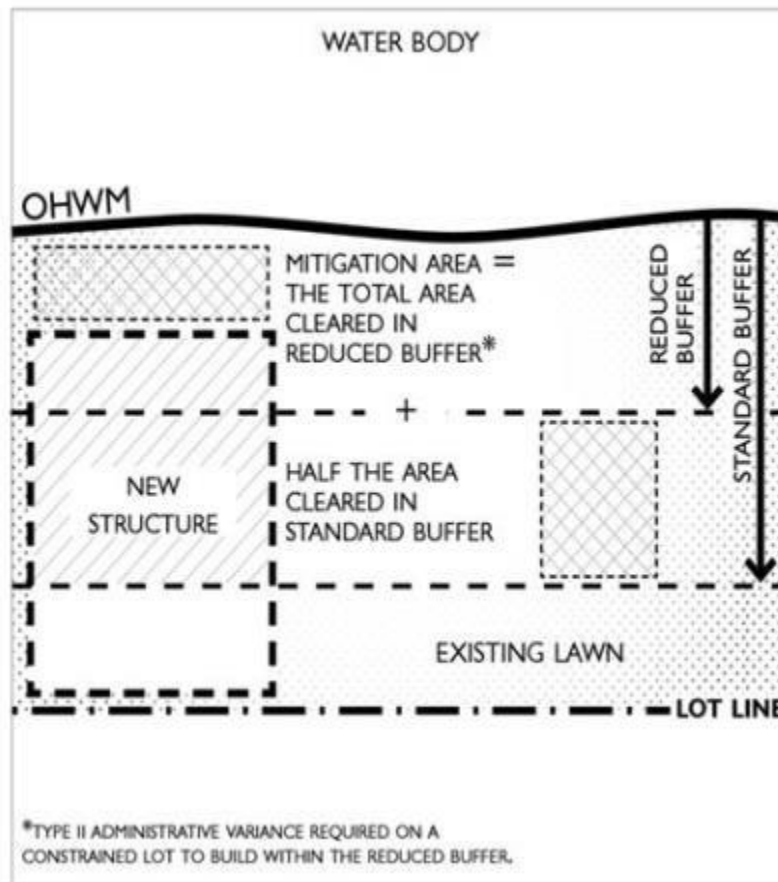 WATER BODY
OHWM
MITIGATION AREA =
THE TOTAL AREA
CLEARED IN
REDUCED BUFFER*
REDUCED
BUFFER
STANDARD BUFFER
+
NEW
STRUCTURE
HALF THE AREA
CLEARED IN
STANDARD BUFFER
EXISTING LAWN
LOT LINE
*TYPE II ADMINISTRATIVE VARIANCE REQUIRED ON A
CONSTRAINED LOT TO BUILD WITHIN THE REDUCED BUFFER.